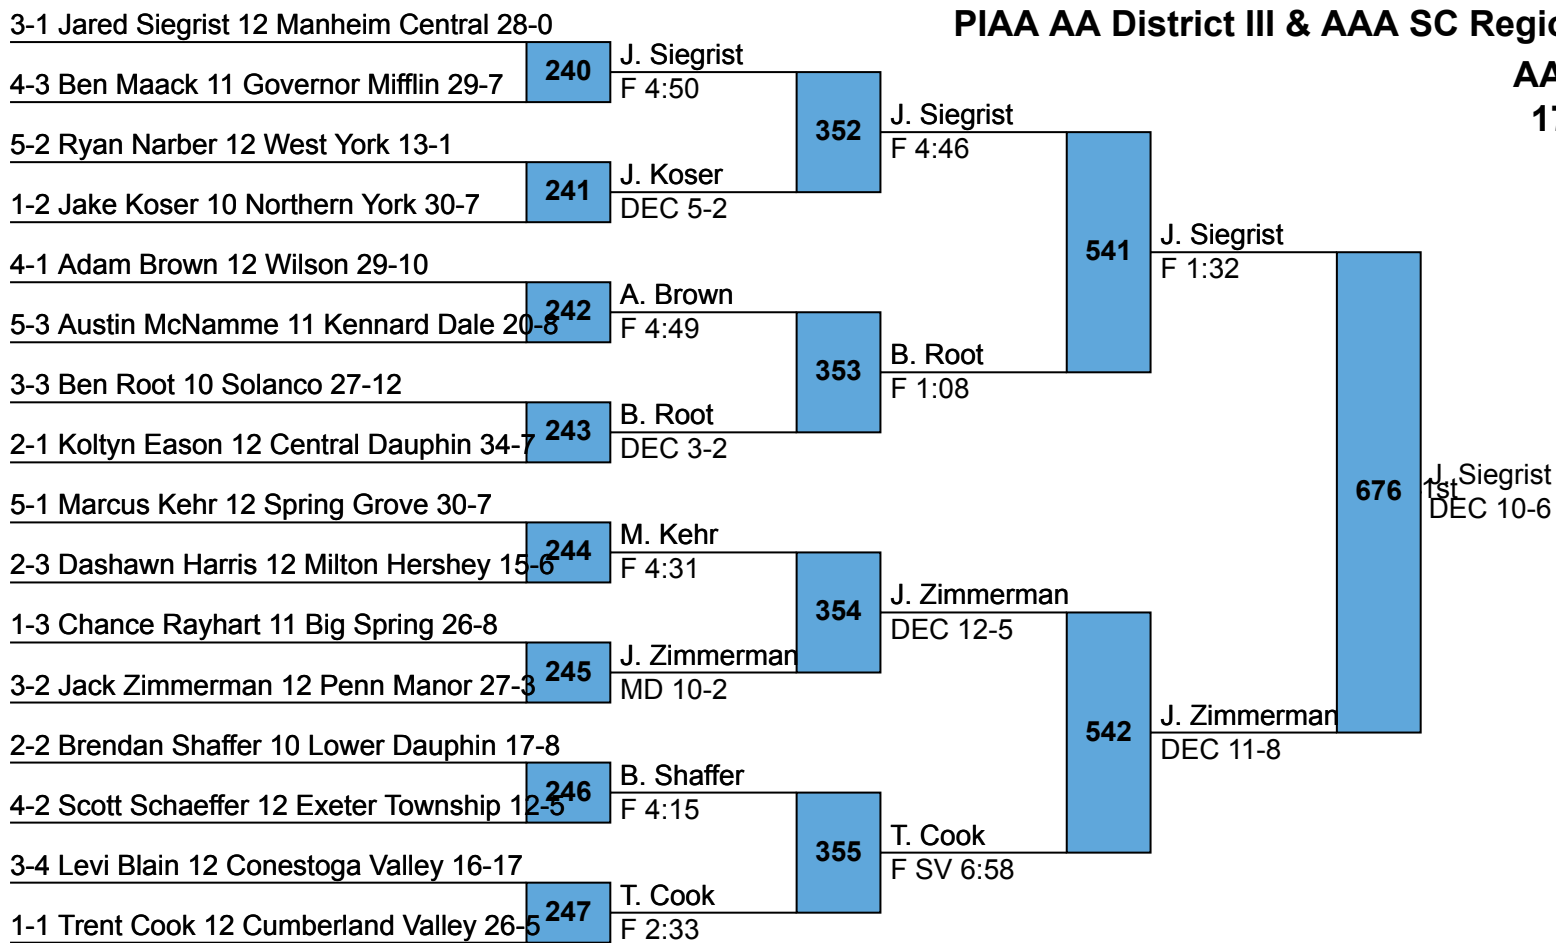 PIAA AA District III & AAA SC Regio
AA
17
3-1 Jared Siegrist 12 Manheim Central 28-0
4-3 Ben Maack 11 Governor Mifflin 29-7
5-2 Ryan Narber 12 West York 13-1
1-2 Jake Koser 10 Northern York 30-7
4-1 Adam Brown 12 Wilson 29-10
5-3 Austin McNamme 11 Kennard Dale 20-8
3-3 Ben Root 10 Solanco 27-12
2-1 Koltyn Eason 12 Central Dauphin 34-7
5-1 Marcus Kehr 12 Spring Grove 30-7
2-3 Dashawn Harris 12 Milton Hershey 15-6
1-3 Chance Rayhart 11 Big Spring 26-8
3-2 Jack Zimmerman 12 Penn Manor 27-3
2-2 Brendan Shaffer 10 Lower Dauphin 17-8
4-2 Scott Schaeffer 12 Exeter Township 12-5
3-4 Levi Blain 12 Conestoga Valley 16-17
1-1 Trent Cook 12 Cumberland Valley 26-5
240
241
242
243
244
245
246
247
J. Siegrist
F 4:50
J. Koser
DEC 5-2
A. Brown
F 4:49
B. Root
DEC 3-2
M. Kehr
F 4:31
J. Zimmerman
MD 10-2
B. Shaffer
F 4:15
T. Cook
F 2:33
352
353
354
355
J. Siegrist
F 4:46
B. Root
F 1:08
J. Zimmerman
DEC 12-5
T. Cook
F SV 6:58
541
542
J. Siegrist
F 1:32
J. Zimmerman
DEC 11-8
676
1st
J. Siegrist
DEC 10-6